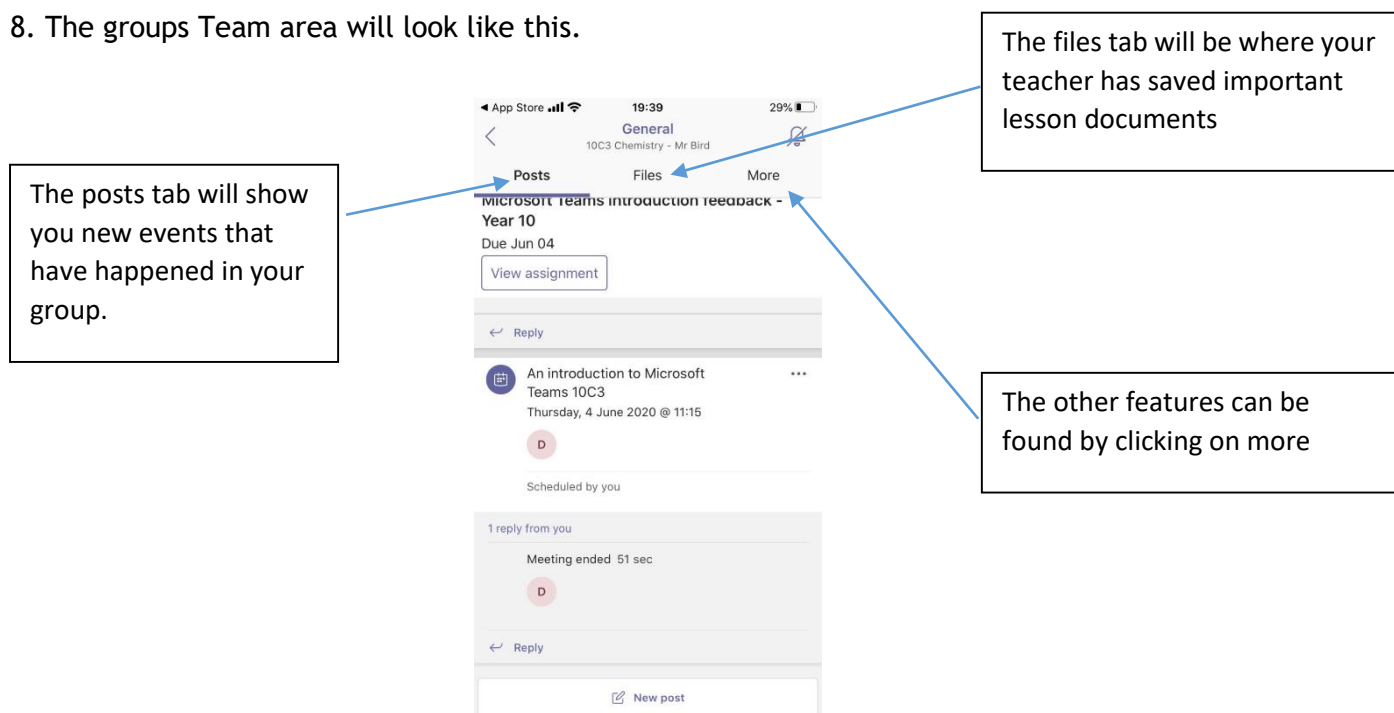 8. The groups Team area will look like this.
The files tab will be where your
teacher has saved important
lesson documents
The posts tab will show
you new events that
have happened in your
group.
App Store
19:39
29%
General
10C3 Chemistry - Mr Bird
Posts
Files
More
Microsoft Teams introduction feedback -
Year 10
Due Jun 04
View assignment
Reply
An introduction to Microsoft
Teams 10C3
Thursday, 4 June 2020 @ 11:15
D
Scheduled by you
1 reply from you
Meeting ended 51 sec
D
Reply
New post
The other features can be
found by clicking on more